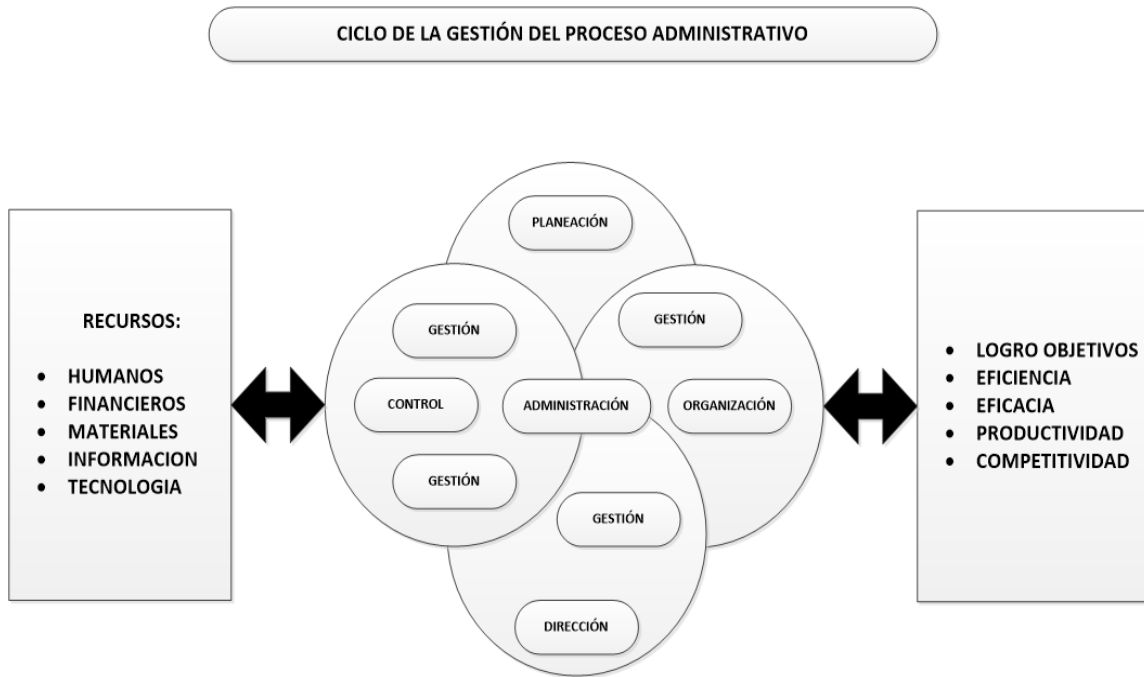 CICLO DE LA GESTIÓN DEL PROCESO ADMINISTRATIVO
RECURSOS:
• HUMANOS
• FINANCIEROS
• MATERIALES
• INFORMACION
• TECNOLOGIA
PLANEACIÓN
GESTIÓN
GESTIÓN
CONTROL
ADMINISTRACIÓN
ORGANIZACIÓN
GESTIÓN
GESTIÓN
DIRECCIÓN
• LOGRO OBJETIVOS
• EFICIENCIA
• EFICACIA
• PRODUCTIVIDAD
• COMPETITIVIDAD